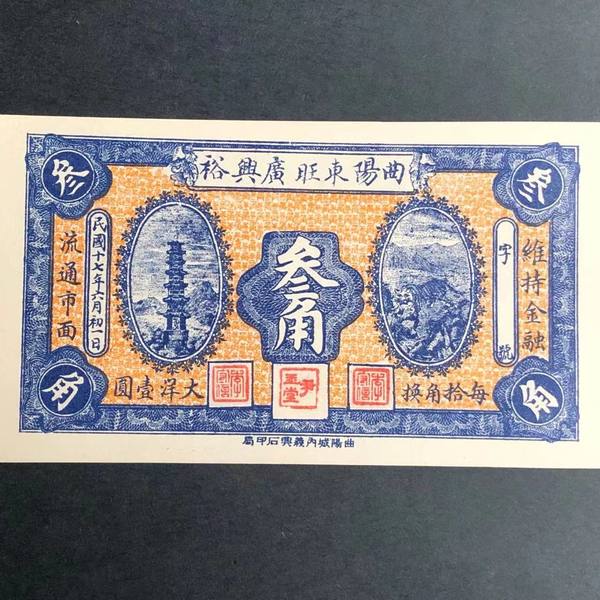 曲陽東旺廣興裕
叁
叁
維持金融
字 號
叁角
民國十七年六月初一日
流通市面
每拾角換
大洋壹圓
角
角
曲陽城內義興石印局